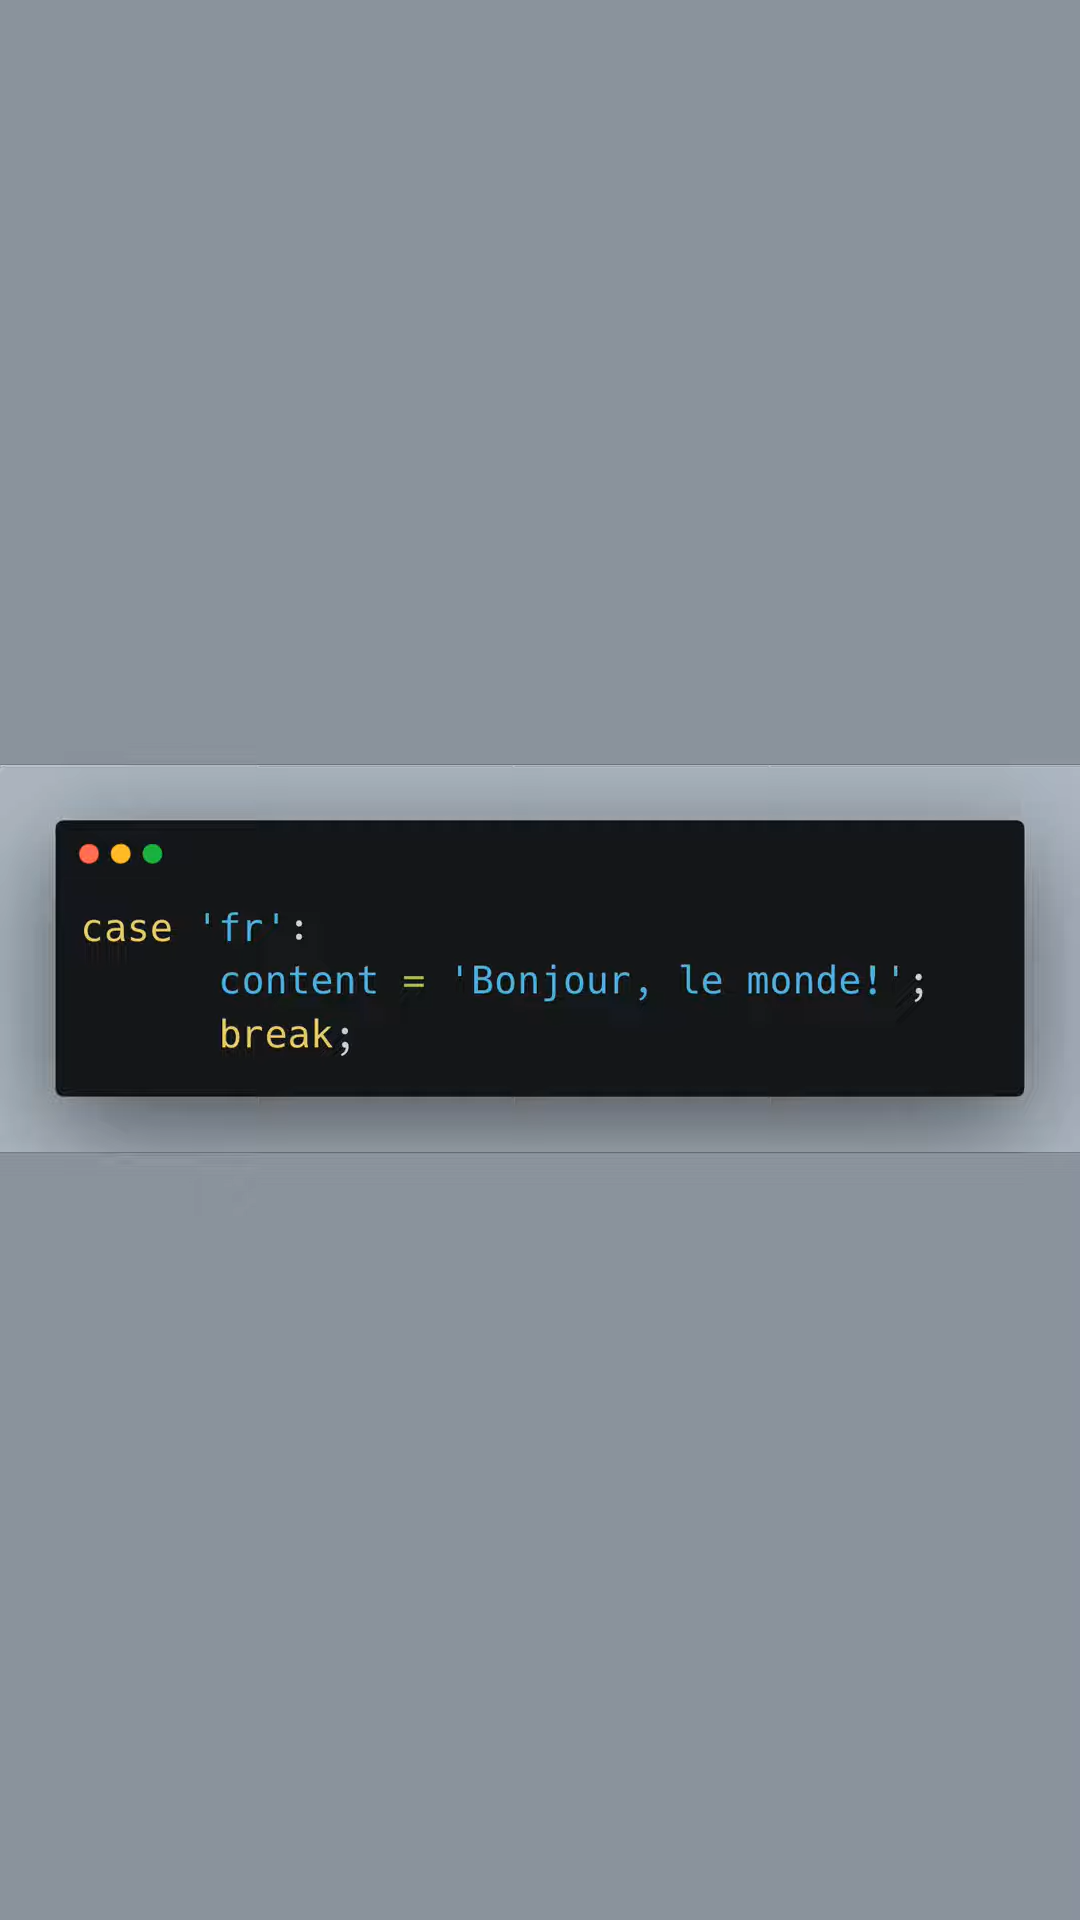 case 'fr':
      content = 'Bonjour, le monde!';
      break;